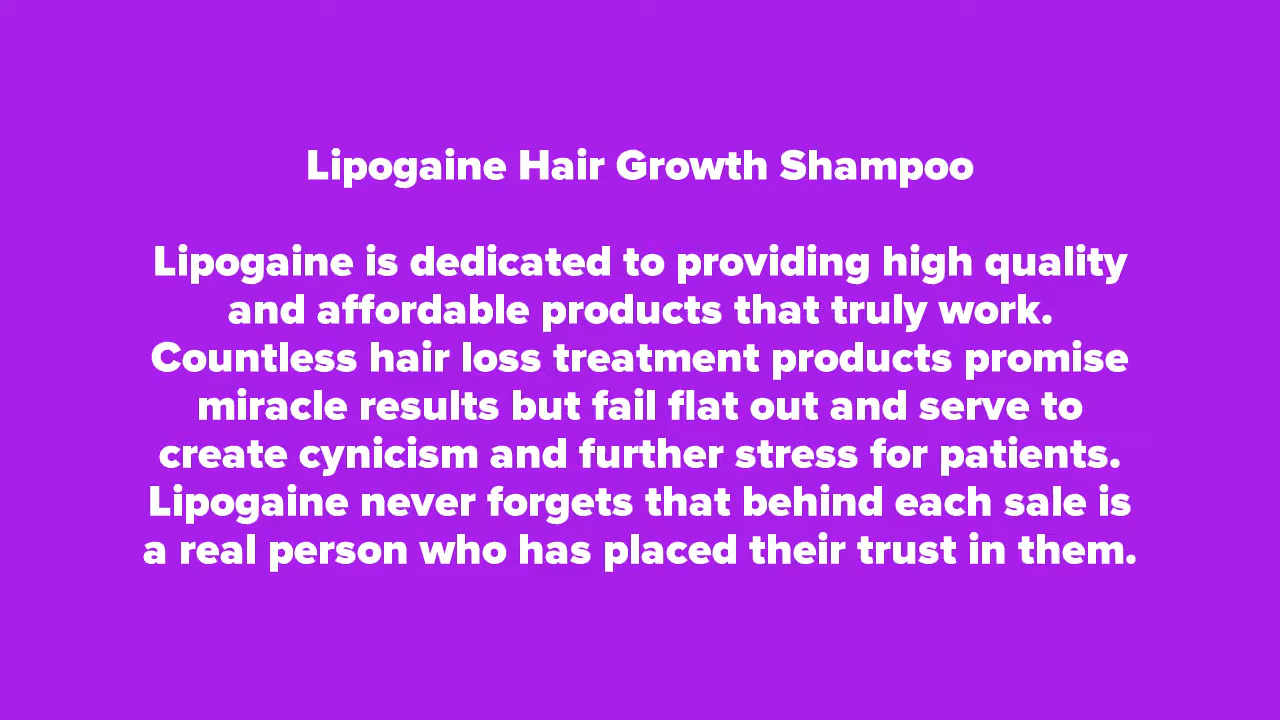 Lipogaine Hair Growth Shampoo
Lipogaine is dedicated to providing high quality
and affordable products that truly work.
Countless hair loss treatment products promise
miracle results but fail flat out and serve to
create cynicism and further stress for patients.
Lipogaine never forgets that behind each sale is
a real person who has placed their trust in them.